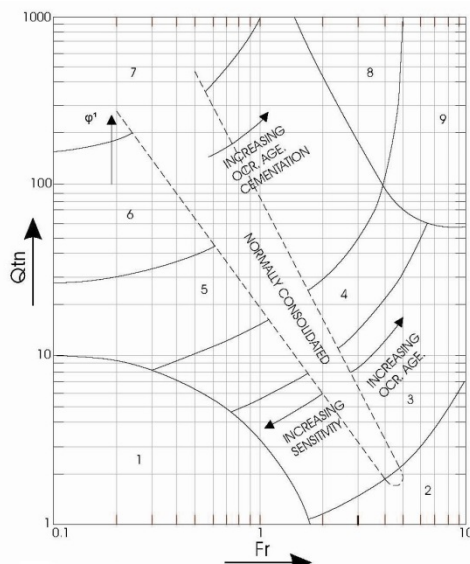 1000
7
8
9
φ'
INCREASING
OCR. AGE.
CEMENTATION
100
6
Qtn
NORMALLY CONSOLIDATED
5
4
10
INCREASING
OCR. AGE.
3
INCREASING
SENSITIVITY
1
2
1
0.1
1
10
Fr